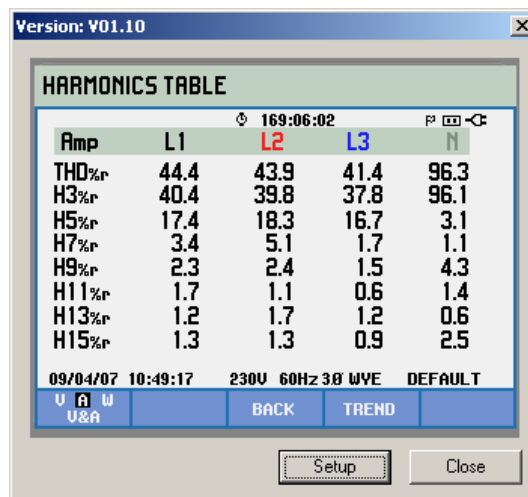 Version: V01.10
HARMONICS TABLE
169:06:02
Amp L1 L2 L3 N
THD%r 44.4 43.9 41.4 96.3
H3%r 40.4 39.8 37.8 96.1
H5%r 17.4 18.3 16.7 3.1
H7%r 3.4 5.1 1.7 1.1
H9%r 2.3 2.4 1.5 4.3
H11%r 1.7 1.1 0.6 1.4
H13%r 1.2 1.7 1.2 0.6
H15%r 1.3 1.3 0.9 2.5
09/04/07 10:49:17 230V 60Hz 3Ø WYE DEFAULT
V A W
V&A BACK TREND
Setup Close